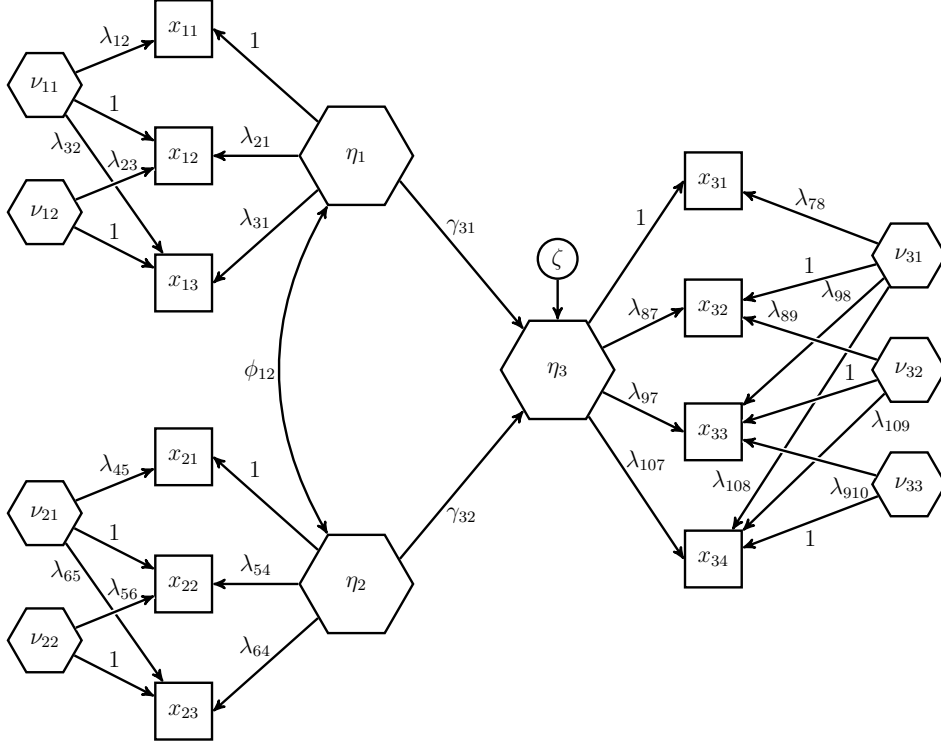 x₁₁
λ₁₂
1
ν₁₁
1
λ₂₁
x₁₂
η₁
λ₃₂
λ₂₃
ν₁₂
1
λ₃₁
x₁₃
γ₃₁
ζ
ϕ₁₂
η₃
x₃₁
λ₇₈
1
ν₃₁
1
λ₉₈
λ₈₇
x₃₂
λ₈₉
ν₃₂
1
λ₉₇
x₃₃
λ₁₀₉
λ₁₀₇
λ₁₀₈
λ₉₁₀
ν₃₃
x₃₄
1
x₂₁
λ₄₅
1
ν₂₁
1
λ₅₄
x₂₂
η₂
γ₃₂
λ₆₅
λ₅₆
ν₂₂
1
λ₆₄
x₂₃